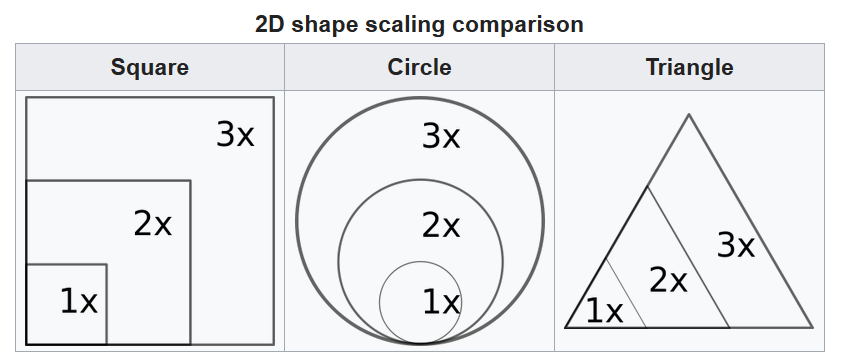 2D shape scaling comparison
Square Circle Triangle
3x
2x
1x
3x
2x
1x
3x
2x
1x